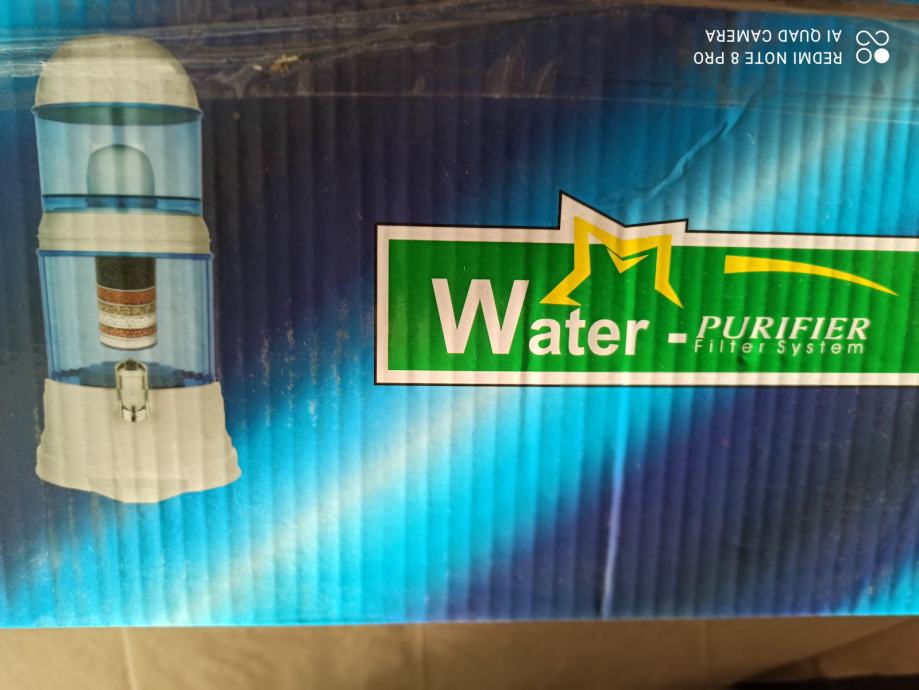 Water - PURIFIER
Filter System
REDMI NOTE 8 PRO
AI QUAD CAMERA